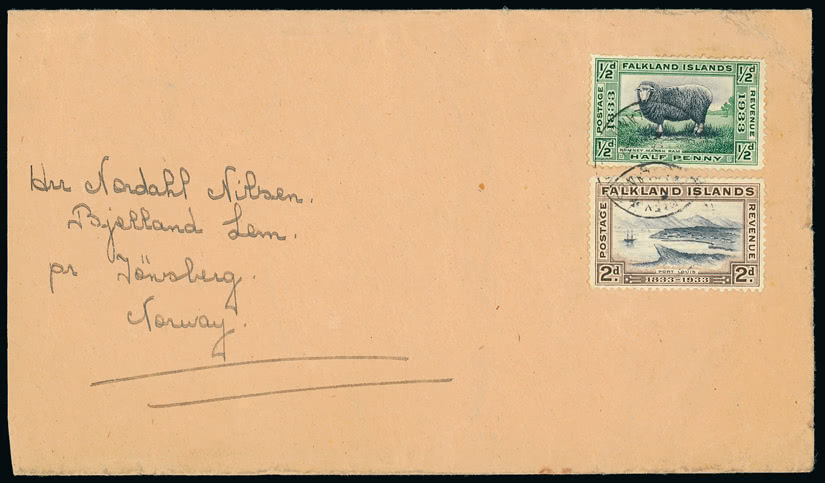 Hrr Nordahl Nilsen.
Bjelland Lem.
pr Tönsberg.
Norway.
½d FALKLAND ISLANDS ½d
POSTAGE 1833 1933 REVENUE
ROMNEY MARSH RAM
½d HALF PENNY ½d
FALKLAND ISLANDS
POSTAGE REVENUE
PORT LOUIS
2d. 1833-1933 2d.